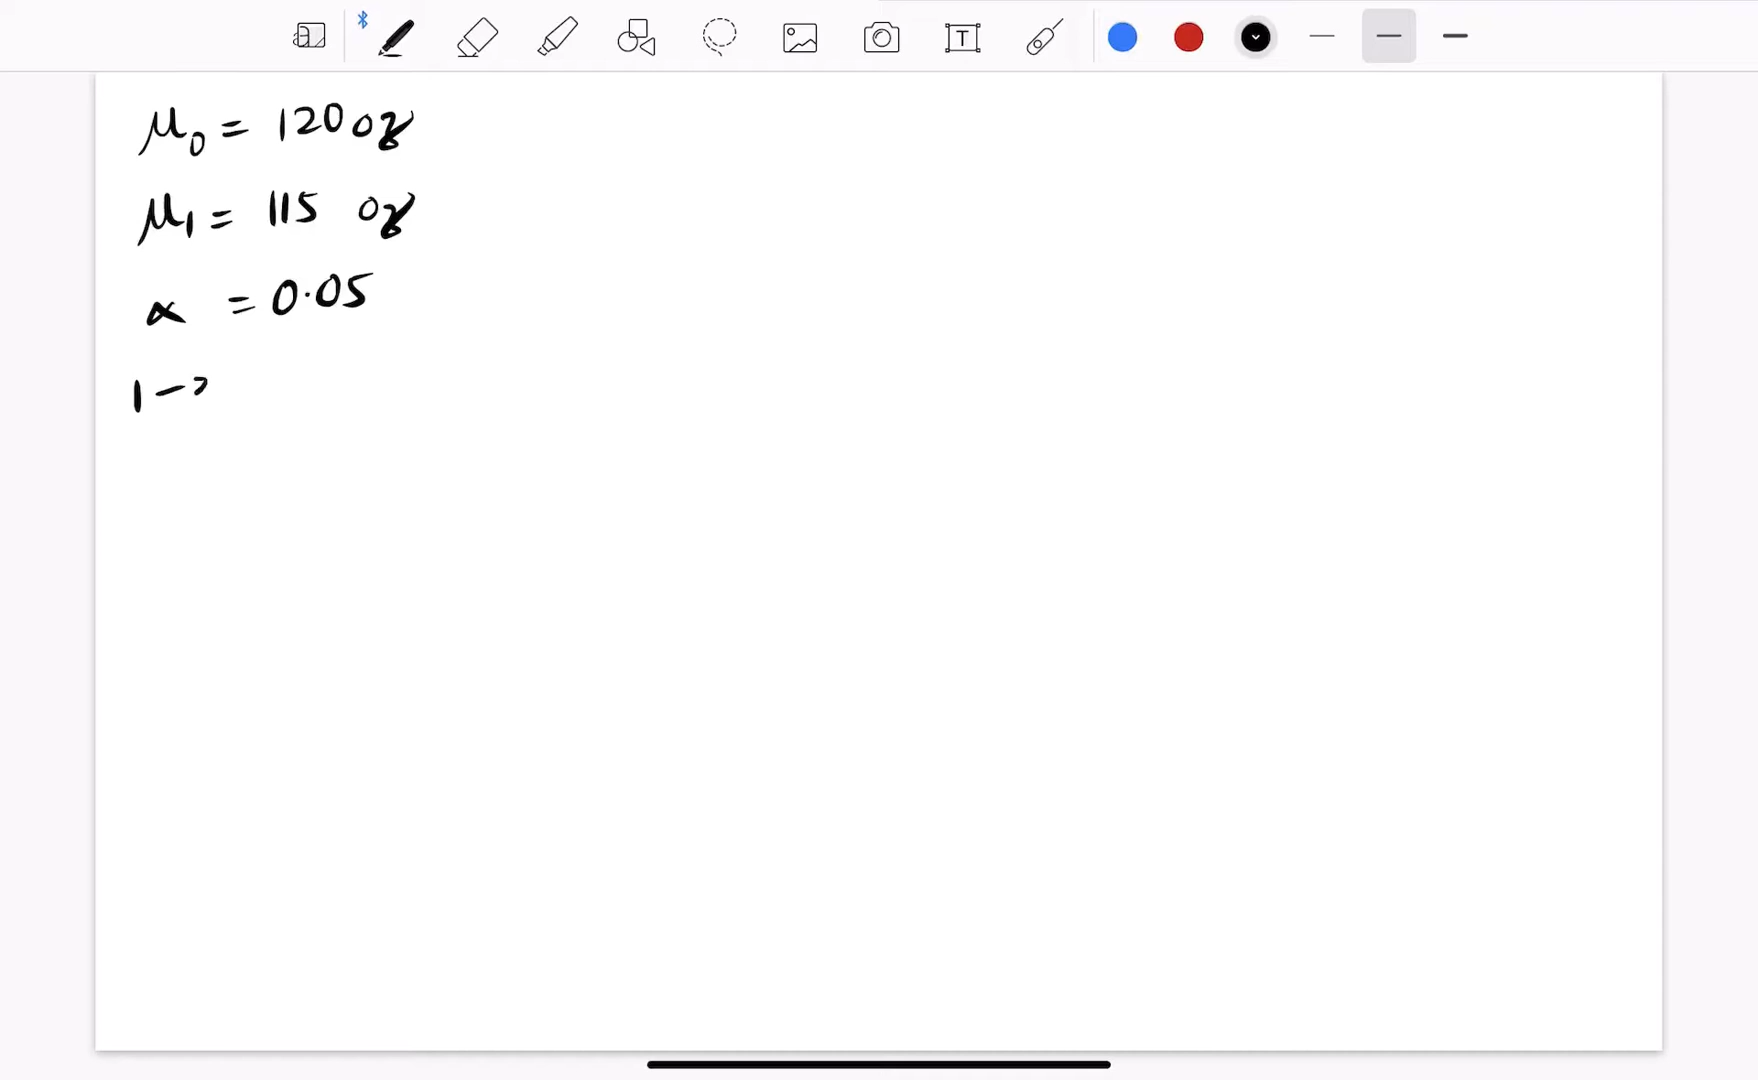 μ₀ = 120 oz
μ₁ = 115 oz
α = 0.05
1 -